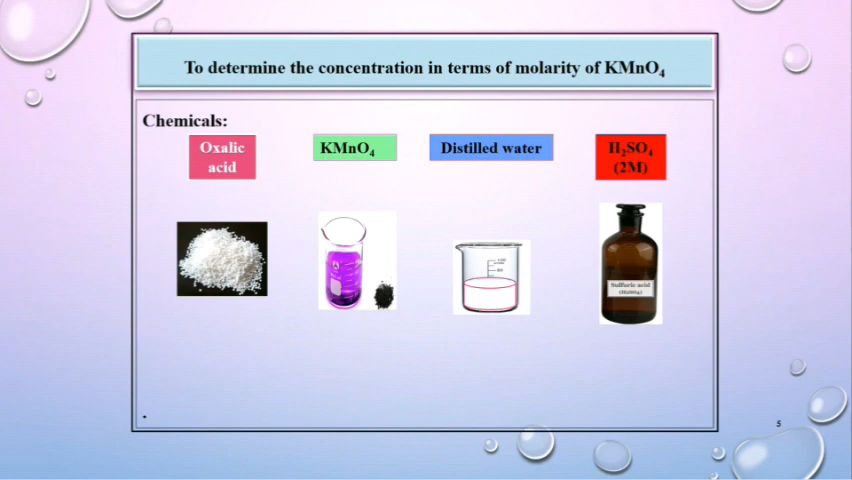 To determine the concentration in terms of molarity of KMnO₄
Chemicals:
Oxalic
acid
KMnO₄
Distilled water
H₂SO₄
(2M)
Sulfuric acid
(H₂SO₄)
.
5